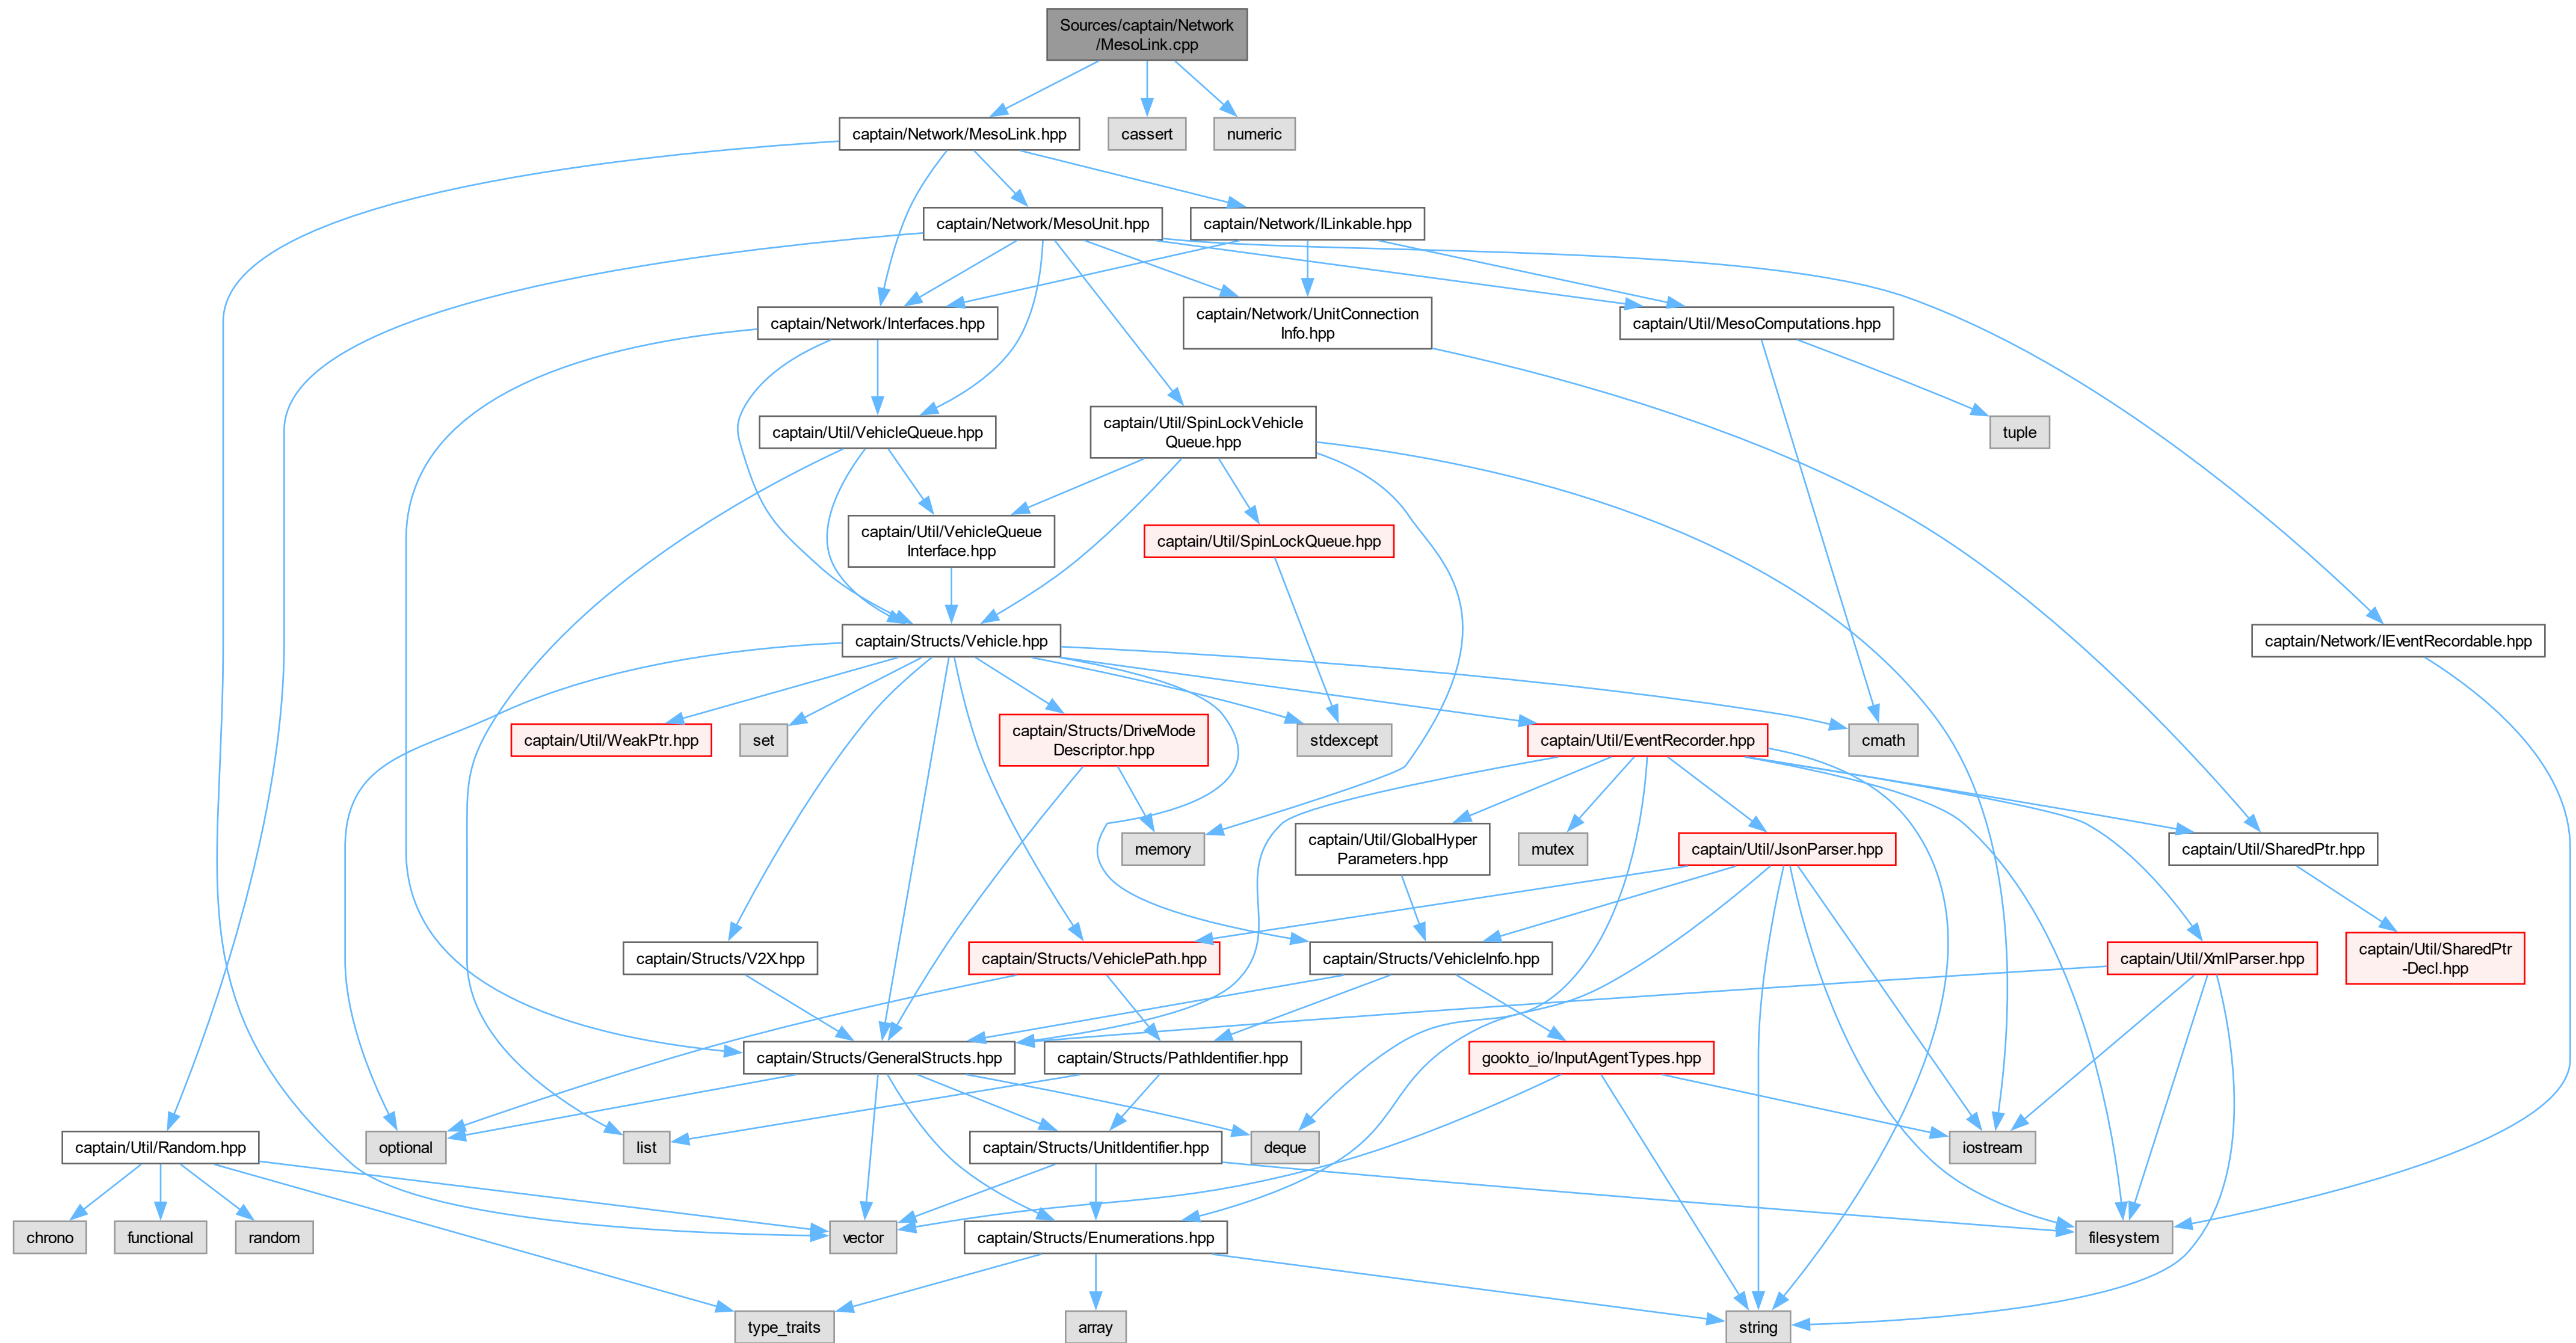 Sources/captain/Network
/MesoLink.cpp
captain/Network/MesoLink.hpp
cassert
numeric
captain/Network/MesoUnit.hpp
captain/Network/ILinkable.hpp
captain/Network/Interfaces.hpp
captain/Network/UnitConnection
Info.hpp
captain/Util/MesoComputations.hpp
captain/Util/VehicleQueue.hpp
captain/Util/SpinLockVehicle
Queue.hpp
tuple
captain/Util/VehicleQueue
Interface.hpp
captain/Util/SpinLockQueue.hpp
captain/Structs/Vehicle.hpp
captain/Network/IEventRecordable.hpp
captain/Util/WeakPtr.hpp
set
captain/Structs/DriveMode
Descriptor.hpp
stdexcept
captain/Util/EventRecorder.hpp
cmath
memory
captain/Util/GlobalHyper
Parameters.hpp
mutex
captain/Util/JsonParser.hpp
captain/Util/SharedPtr.hpp
captain/Structs/V2X.hpp
captain/Structs/VehiclePath.hpp
captain/Structs/VehicleInfo.hpp
captain/Util/XmlParser.hpp
captain/Util/SharedPtr
-Decl.hpp
captain/Structs/GeneralStructs.hpp
captain/Structs/PathIdentifier.hpp
gookto_io/InputAgentTypes.hpp
captain/Util/Random.hpp
optional
list
captain/Structs/UnitIdentifier.hpp
deque
iostream
chrono
functional
random
vector
captain/Structs/Enumerations.hpp
filesystem
type_traits
array
string